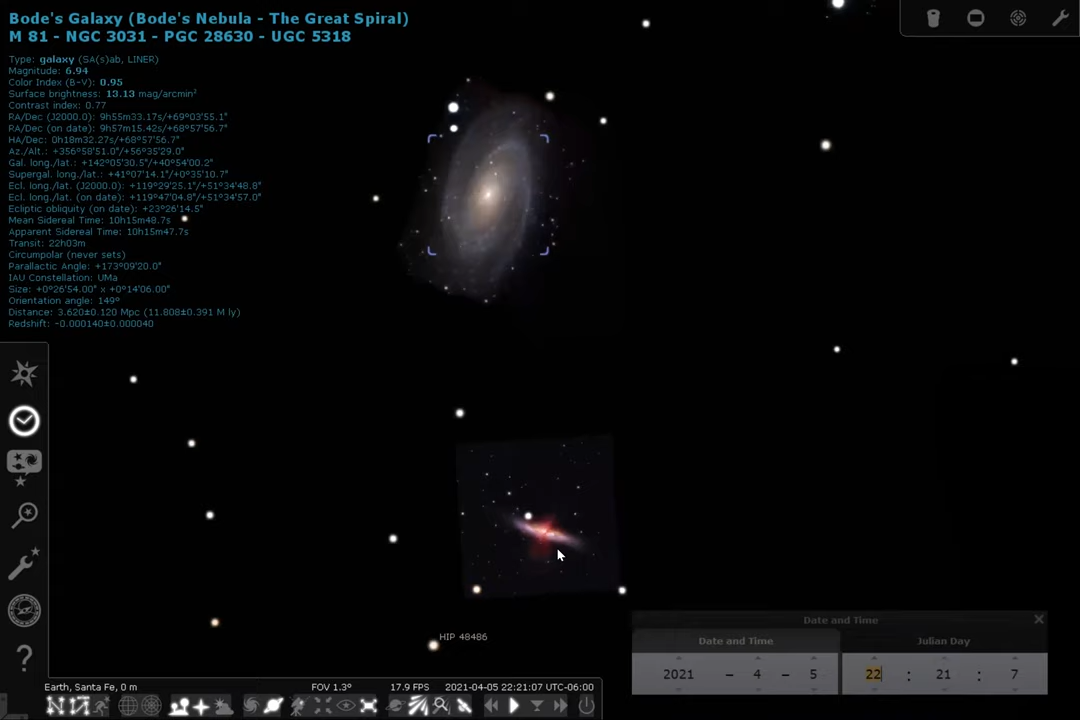 Bode's Galaxy (Bode's Nebula - The Great Spiral)
M 81 - NGC 3031 - PGC 28630 - UGC 5318
Type: galaxy (SA(s)ab, LINER)
Magnitude: 6.94
Color Index (B-V): 0.95
Surface brightness: 13.13 mag/arcmin²
Contrast index: 0.77
RA/Dec (J2000.0): 9h55m33.17s/+69°03'55.1"
RA/Dec (on date): 9h57m15.42s/+68°57'56.7"
HA/Dec: 0h18m32.27s/+68°57'56.7"
Az./Alt.: +356°58'51.0"/+56°35'29.0"
Gal. long./lat.: +142°05'30.5"/+40°54'00.2"
Supergal. long./lat.: +41°07'14.1"/+0°35'10.7"
Ecl. long./lat. (J2000.0): +119°29'25.1"/+51°34'48.8"
Ecl. long./lat. (on date): +119°47'04.8"/+51°34'57.0"
Ecliptic obliquity (on date): +23°26'14.5"
Mean Sidereal Time: 10h15m48.7s
Apparent Sidereal Time: 10h15m47.7s
Transit: 22h03m
Circumpolar (never sets)
Parallactic Angle: +173°09'20.0"
IAU Constellation: UMa
Size: +0°26'54.00" x +0°14'06.00"
Orientation angle: 149°
Distance: 3.620±0.120 Mpc (11.808±0.391 M ly)
Redshift: -0.000140±0.000040
HIP 48486
Date and Time
Date and Time Julian Day
2021 - 4 - 5 22 : 21 : 7
Earth, Santa Fe, 0 m FOV 1.3° 17.9 FPS 2021-04-05 22:21:07 UTC-06:00